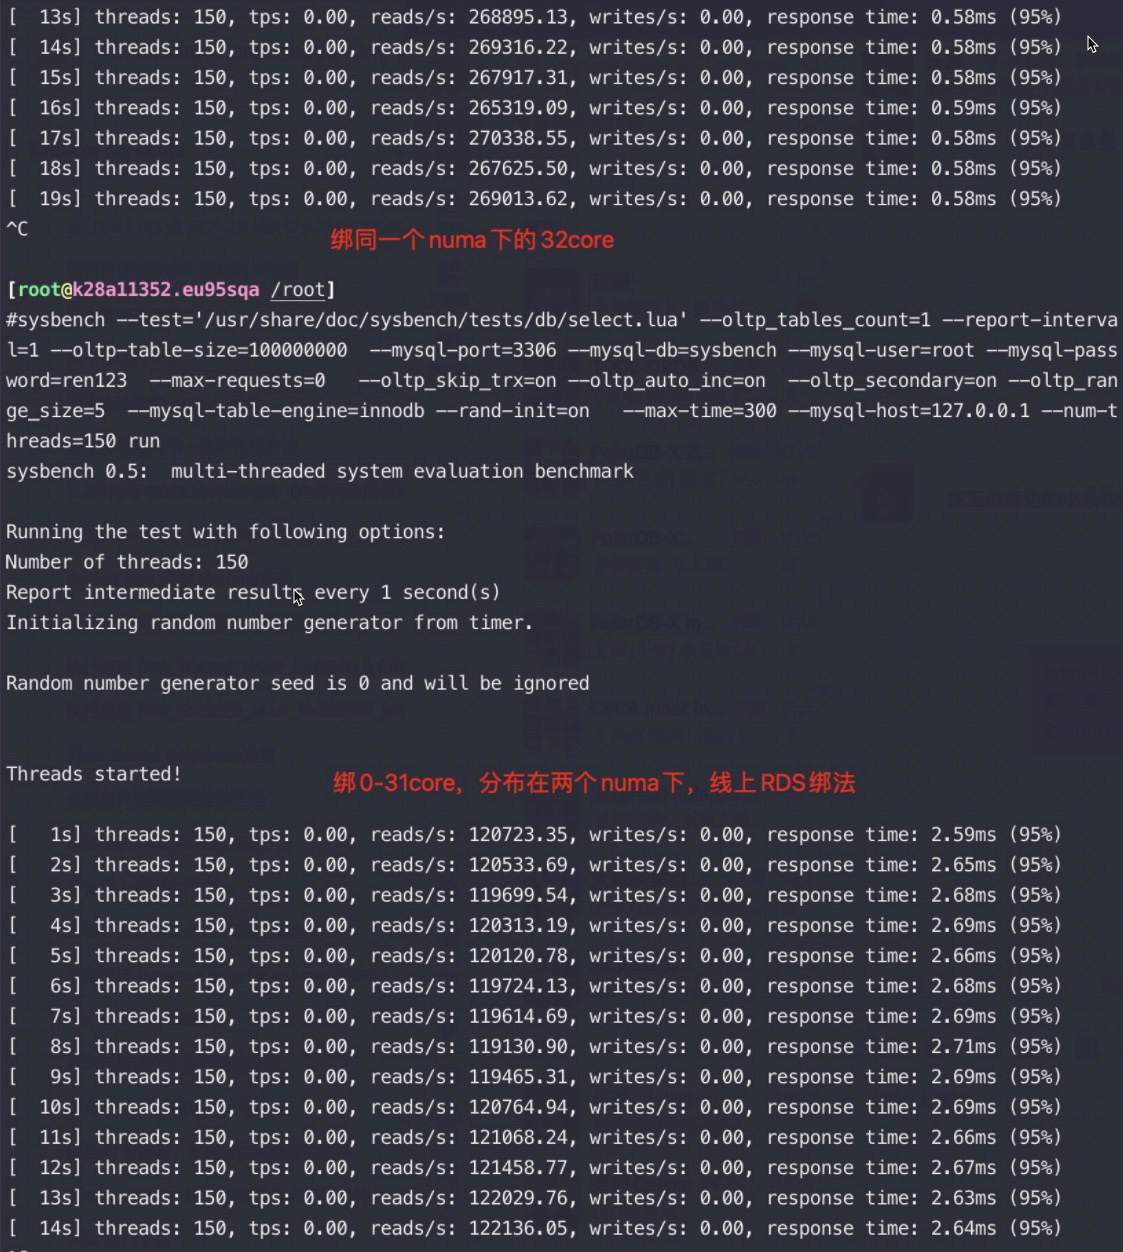 [  13s] threads: 150, tps: 0.00, reads/s: 268895.13, writes/s: 0.00, response time: 0.58ms (95%)
[  14s] threads: 150, tps: 0.00, reads/s: 269316.22, writes/s: 0.00, response time: 0.58ms (95%)
[  15s] threads: 150, tps: 0.00, reads/s: 267917.31, writes/s: 0.00, response time: 0.58ms (95%)
[  16s] threads: 150, tps: 0.00, reads/s: 265319.09, writes/s: 0.00, response time: 0.59ms (95%)
[  17s] threads: 150, tps: 0.00, reads/s: 270338.55, writes/s: 0.00, response time: 0.58ms (95%)
[  18s] threads: 150, tps: 0.00, reads/s: 267625.50, writes/s: 0.00, response time: 0.58ms (95%)
[  19s] threads: 150, tps: 0.00, reads/s: 269013.62, writes/s: 0.00, response time: 0.58ms (95%)
^C
绑同一个numa下的32core
[root@k28a11352.eu95sqa /root]
#sysbench --test='/usr/share/doc/sysbench/tests/db/select.lua' --oltp_tables_count=1 --report-interva
l=1 --oltp-table-size=100000000  --mysql-port=3306 --mysql-db=sysbench --mysql-user=root --mysql-pass
word=ren123  --max-requests=0   --oltp_skip_trx=on --oltp_auto_inc=on  --oltp_secondary=on --oltp_ran
ge_size=5  --mysql-table-engine=innodb --rand-init=on   --max-time=300 --mysql-host=127.0.0.1 --num-t
hreads=150 run
sysbench 0.5:  multi-threaded system evaluation benchmark
Running the test with following options:
Number of threads: 150
Report intermediate results every 1 second(s)
Initializing random number generator from timer.
Random number generator seed is 0 and will be ignored
Threads started!
绑0-31core，分布在两个numa下，线上RDS绑法
[   1s] threads: 150, tps: 0.00, reads/s: 120723.35, writes/s: 0.00, response time: 2.59ms (95%)
[   2s] threads: 150, tps: 0.00, reads/s: 120533.69, writes/s: 0.00, response time: 2.65ms (95%)
[   3s] threads: 150, tps: 0.00, reads/s: 119699.54, writes/s: 0.00, response time: 2.68ms (95%)
[   4s] threads: 150, tps: 0.00, reads/s: 120313.19, writes/s: 0.00, response time: 2.69ms (95%)
[   5s] threads: 150, tps: 0.00, reads/s: 120120.78, writes/s: 0.00, response time: 2.66ms (95%)
[   6s] threads: 150, tps: 0.00, reads/s: 119724.13, writes/s: 0.00, response time: 2.68ms (95%)
[   7s] threads: 150, tps: 0.00, reads/s: 119614.69, writes/s: 0.00, response time: 2.69ms (95%)
[   8s] threads: 150, tps: 0.00, reads/s: 119130.90, writes/s: 0.00, response time: 2.71ms (95%)
[   9s] threads: 150, tps: 0.00, reads/s: 119465.31, writes/s: 0.00, response time: 2.69ms (95%)
[  10s] threads: 150, tps: 0.00, reads/s: 120764.94, writes/s: 0.00, response time: 2.69ms (95%)
[  11s] threads: 150, tps: 0.00, reads/s: 121068.24, writes/s: 0.00, response time: 2.66ms (95%)
[  12s] threads: 150, tps: 0.00, reads/s: 121458.77, writes/s: 0.00, response time: 2.67ms (95%)
[  13s] threads: 150, tps: 0.00, reads/s: 122029.76, writes/s: 0.00, response time: 2.63ms (95%)
[  14s] threads: 150, tps: 0.00, reads/s: 122136.05, writes/s: 0.00, response time: 2.64ms (95%)